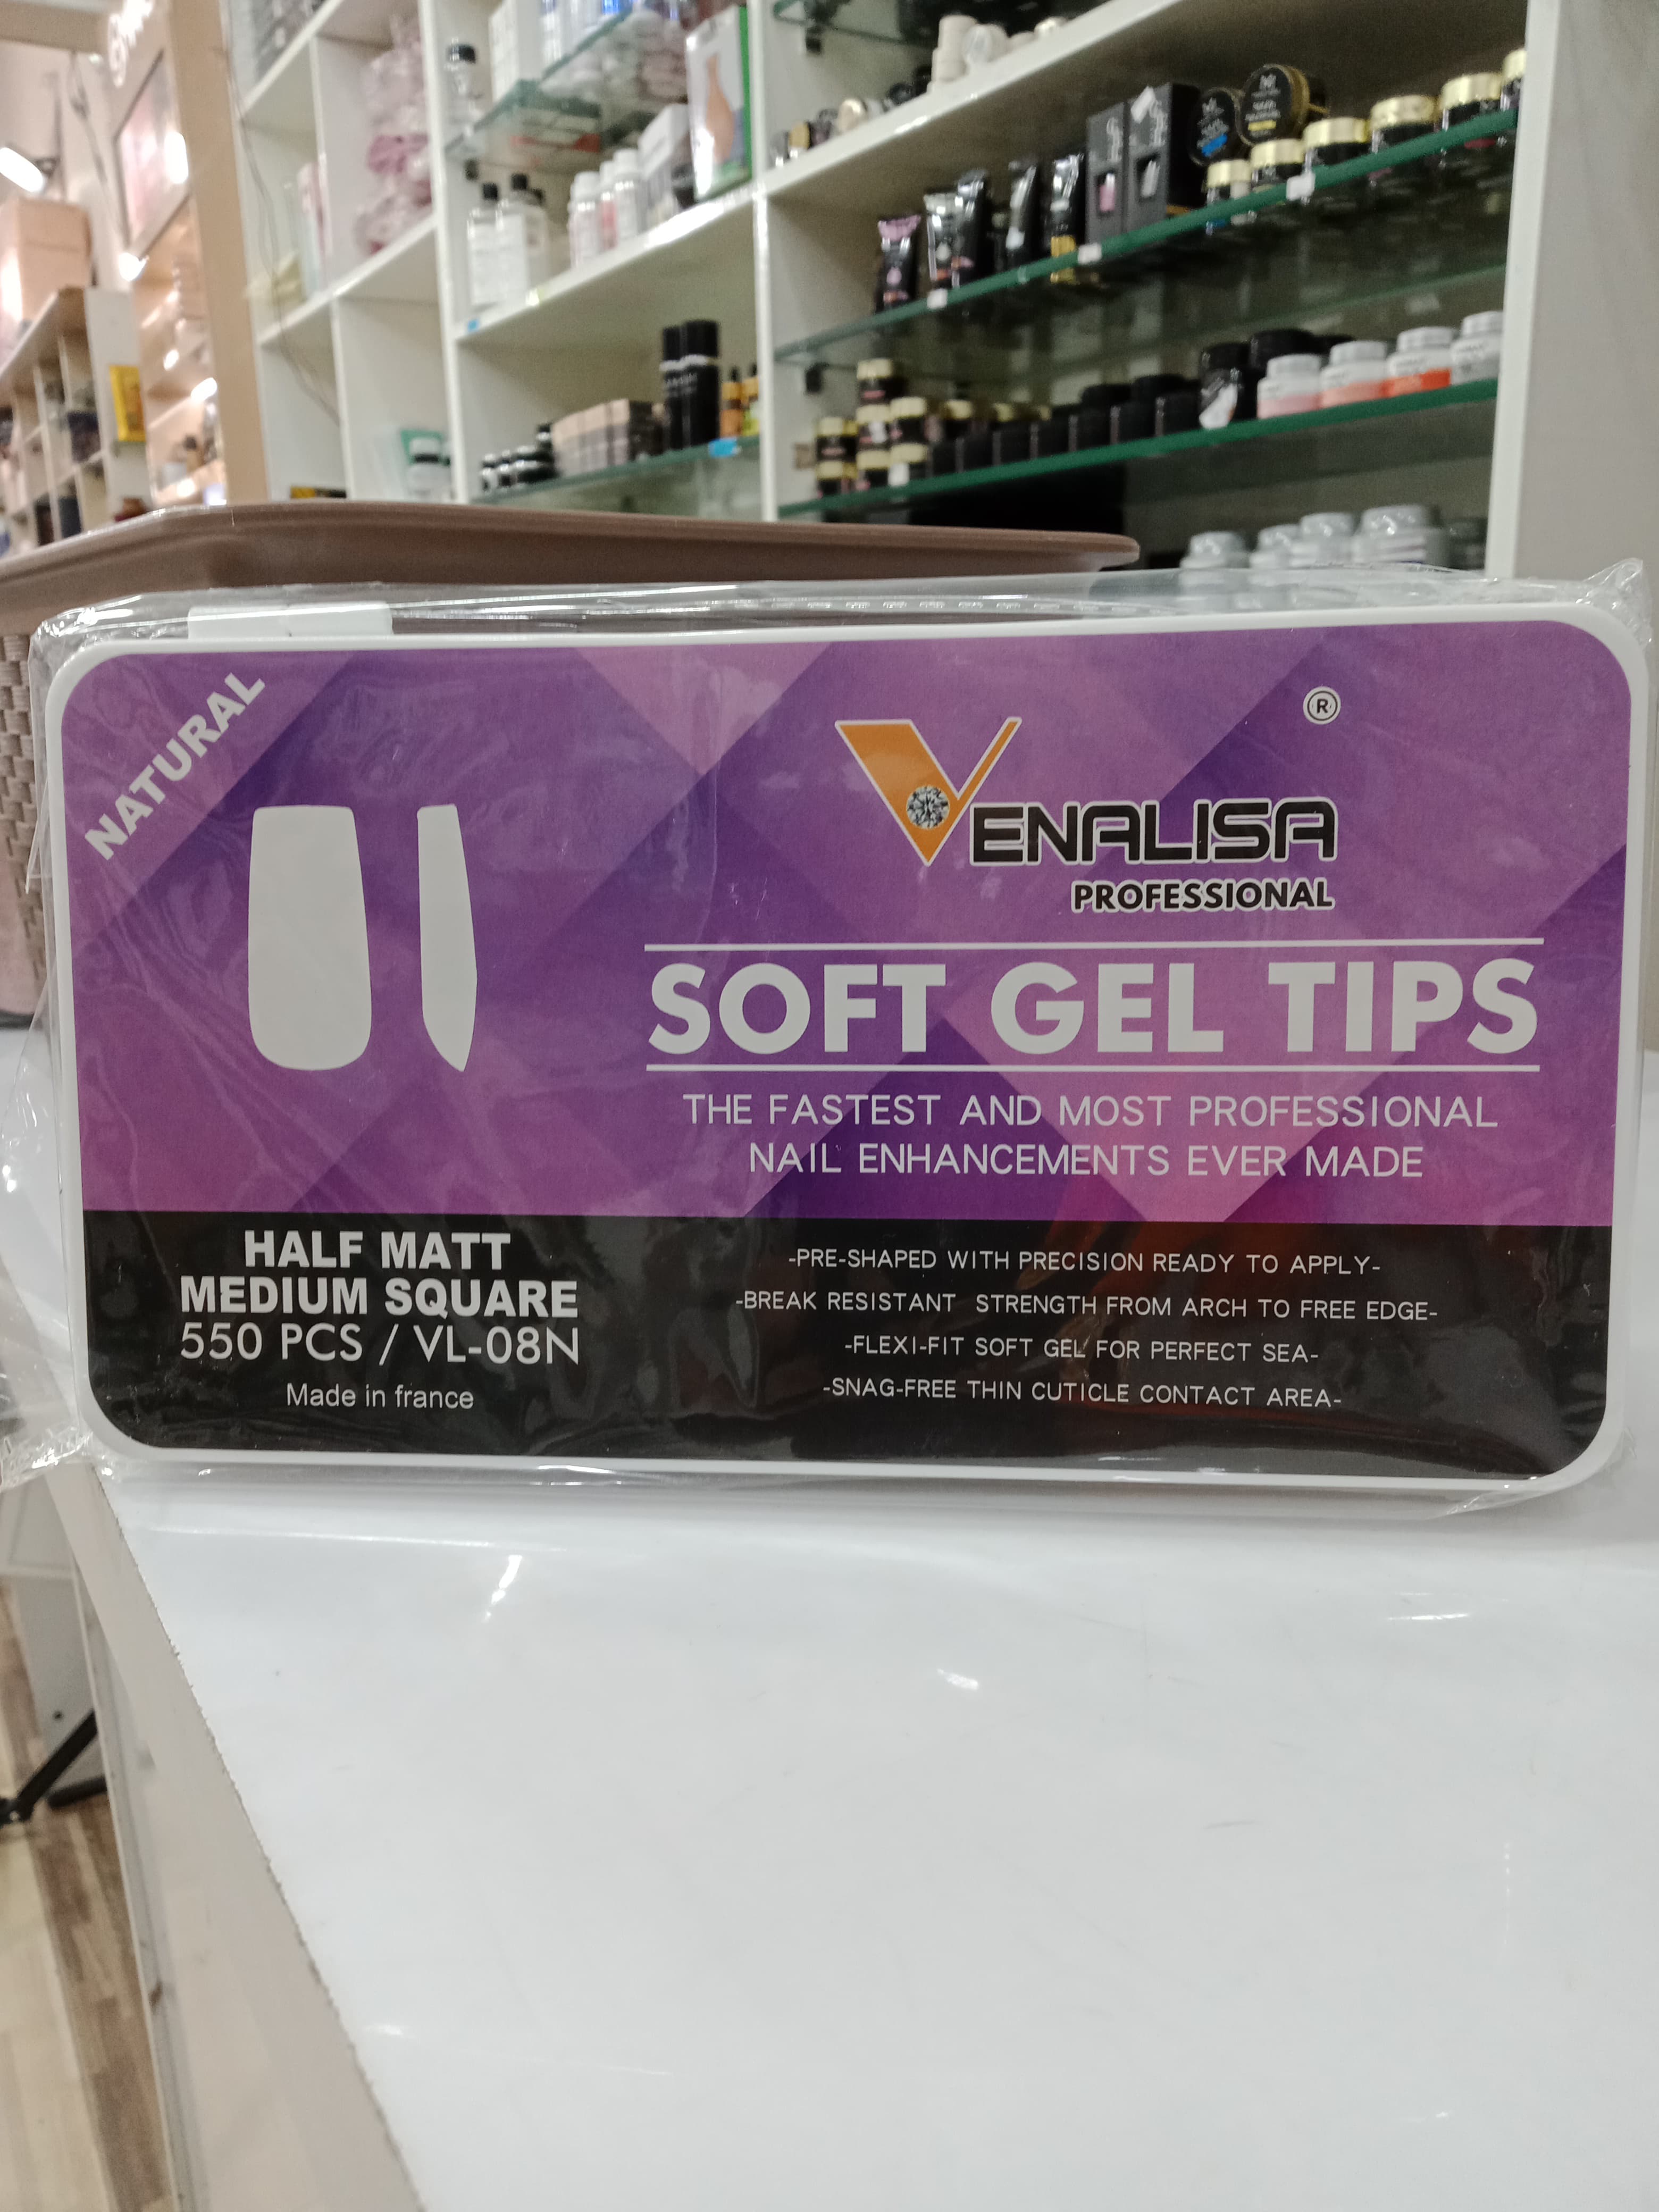 NATURAL
VENALISA
®
PROFESSIONAL
SOFT GEL TIPS
THE FASTEST AND MOST PROFESSIONAL
NAIL ENHANCEMENTS EVER MADE
HALF MATT
MEDIUM SQUARE
550 PCS / VL-08N
Made in france
-PRE-SHAPED WITH PRECISION READY TO APPLY-
-BREAK RESISTANT STRENGTH FROM ARCH TO FREE EDGE-
-FLEXI-FIT SOFT GEL FOR PERFECT SEA-
-SNAG-FREE THIN CUTICLE CONTACT AREA-